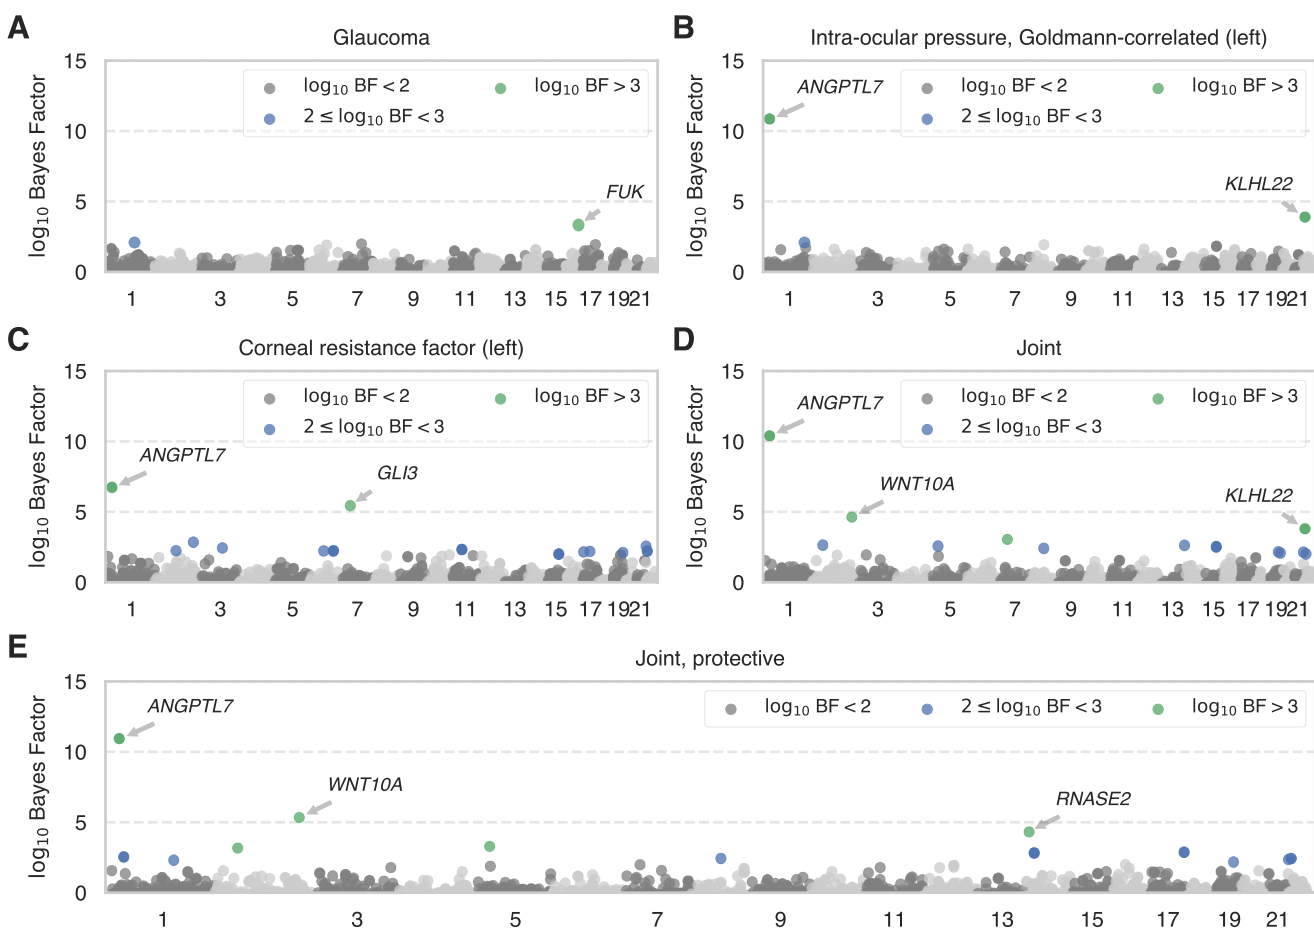 A
Glaucoma
log₁₀ Bayes Factor
15
10
5
0
log₁₀ BF < 2
2 ≤ log₁₀ BF < 3
log₁₀ BF > 3
FUK
1 3 5 7 9 11 13 15 17 19 21
B
Intra-ocular pressure, Goldmann-correlated (left)
log₁₀ Bayes Factor
15
10
5
0
ANGPTL7
log₁₀ BF < 2
2 ≤ log₁₀ BF < 3
log₁₀ BF > 3
KLHL22
1 3 5 7 9 11 13 15 17 19 21
C
Corneal resistance factor (left)
log₁₀ Bayes Factor
15
10
5
0
log₁₀ BF < 2
2 ≤ log₁₀ BF < 3
log₁₀ BF > 3
ANGPTL7
GLI3
1 3 5 7 9 11 13 15 17 19 21
D
Joint
log₁₀ Bayes Factor
15
10
5
0
ANGPTL7
log₁₀ BF < 2
2 ≤ log₁₀ BF < 3
log₁₀ BF > 3
WNT10A
KLHL22
1 3 5 7 9 11 13 15 17 19 21
E
Joint, protective
log₁₀ Bayes Factor
15
10
5
0
ANGPTL7
log₁₀ BF < 2
2 ≤ log₁₀ BF < 3
log₁₀ BF > 3
WNT10A
RNASE2
1 3 5 7 9 11 13 15 17 19 21